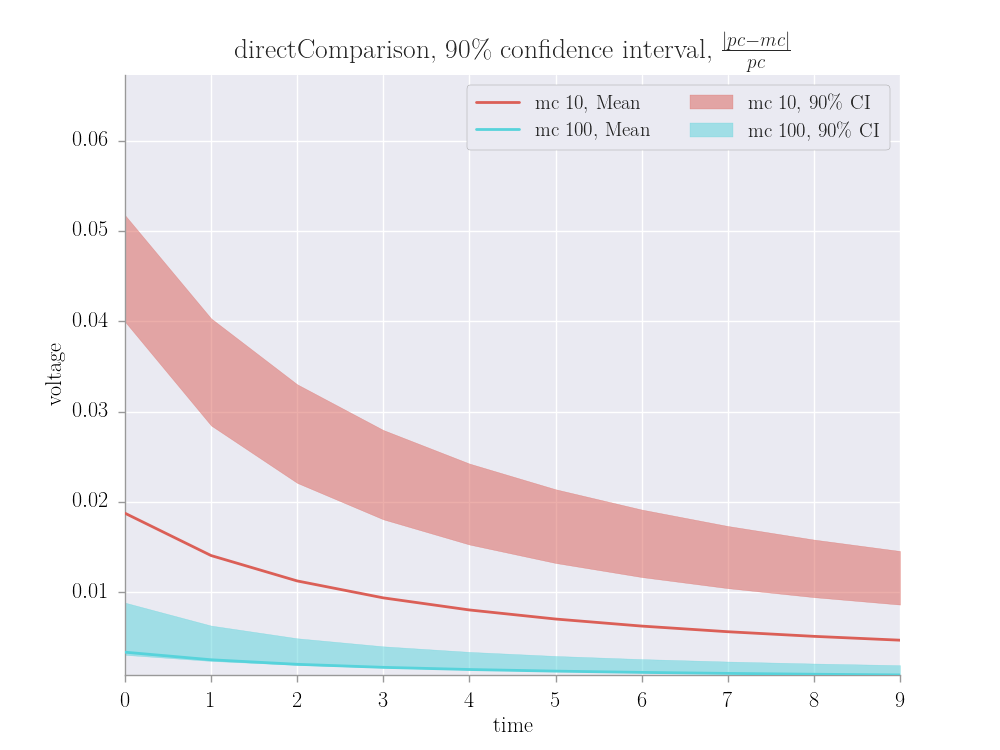 directComparison, 90% confidence interval, |pc−mc|/pc
mc 10, Mean
mc 100, Mean
mc 10, 90% CI
mc 100, 90% CI
0.06
0.05
0.04
0.03
0.02
0.01
voltage
0 1 2 3 4 5 6 7 8 9
time